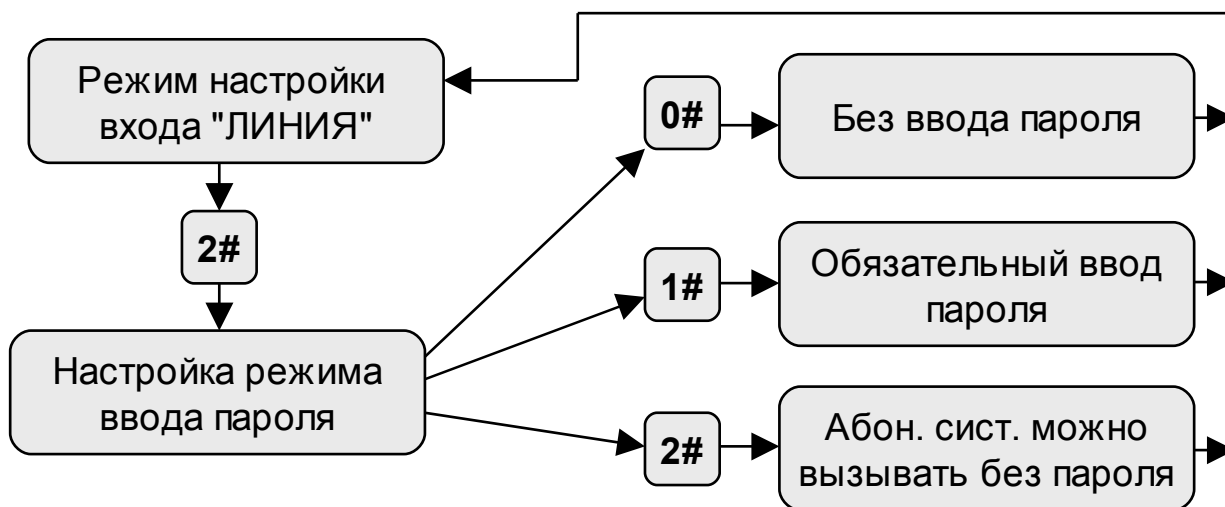 Режим настройки
входа "ЛИНИЯ"
2#
Настройка режима
ввода пароля
0#
Без ввода пароля
1#
Обязательный ввод
пароля
2#
Абон. сист. можно
вызывать без пароля